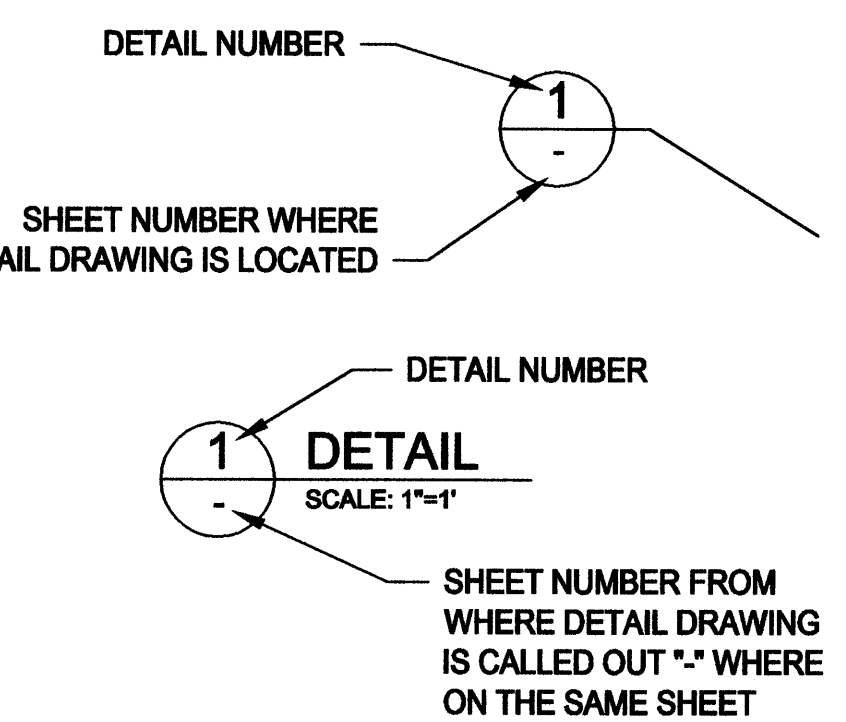 DETAIL NUMBER
1
-
SHEET NUMBER WHERE
AIL DRAWING IS LOCATED
DETAIL NUMBER
1
DETAIL
-
SCALE: 1"=1'
SHEET NUMBER FROM
WHERE DETAIL DRAWING
IS CALLED OUT "-" WHERE
ON THE SAME SHEET